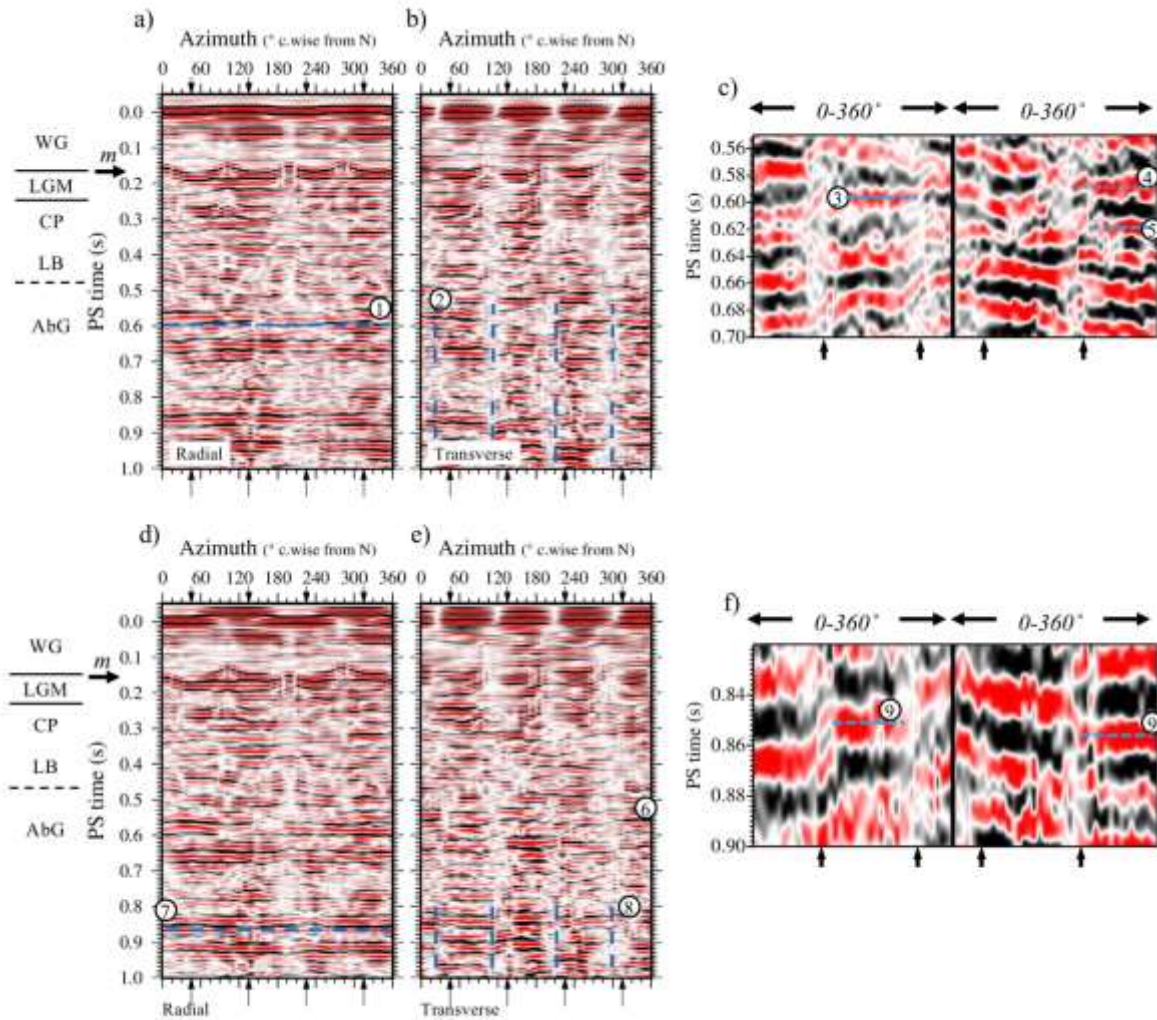 a)
b)
Azimuth (° c.wise from N)
Azimuth (° c.wise from N)
0 60 120 240 300 360
0 60 120 240 300 360
c)
0-360°
0-360°
WG
m
LGM
CP
LB
AbG
PS time (s)
0.0
0.1
0.2
0.3
0.4
0.5
0.6
0.7
0.8
0.9
1.0
1
2
Radial
Transverse
PS time (s)
0.56
0.58
0.60
0.62
0.64
0.66
0.68
0.70
3
4
5
d)
e)
Azimuth (° c.wise from N)
Azimuth (° c.wise from N)
0 60 120 240 300 360
0 60 120 240 300 360
f)
0-360°
0-360°
WG
m
LGM
CP
LB
AbG
PS time (s)
0.0
0.1
0.2
0.3
0.4
0.5
0.6
0.7
0.8
0.9
1.0
6
7
8
Radial
Transverse
PS time (s)
0.84
0.86
0.88
0.90
9
9